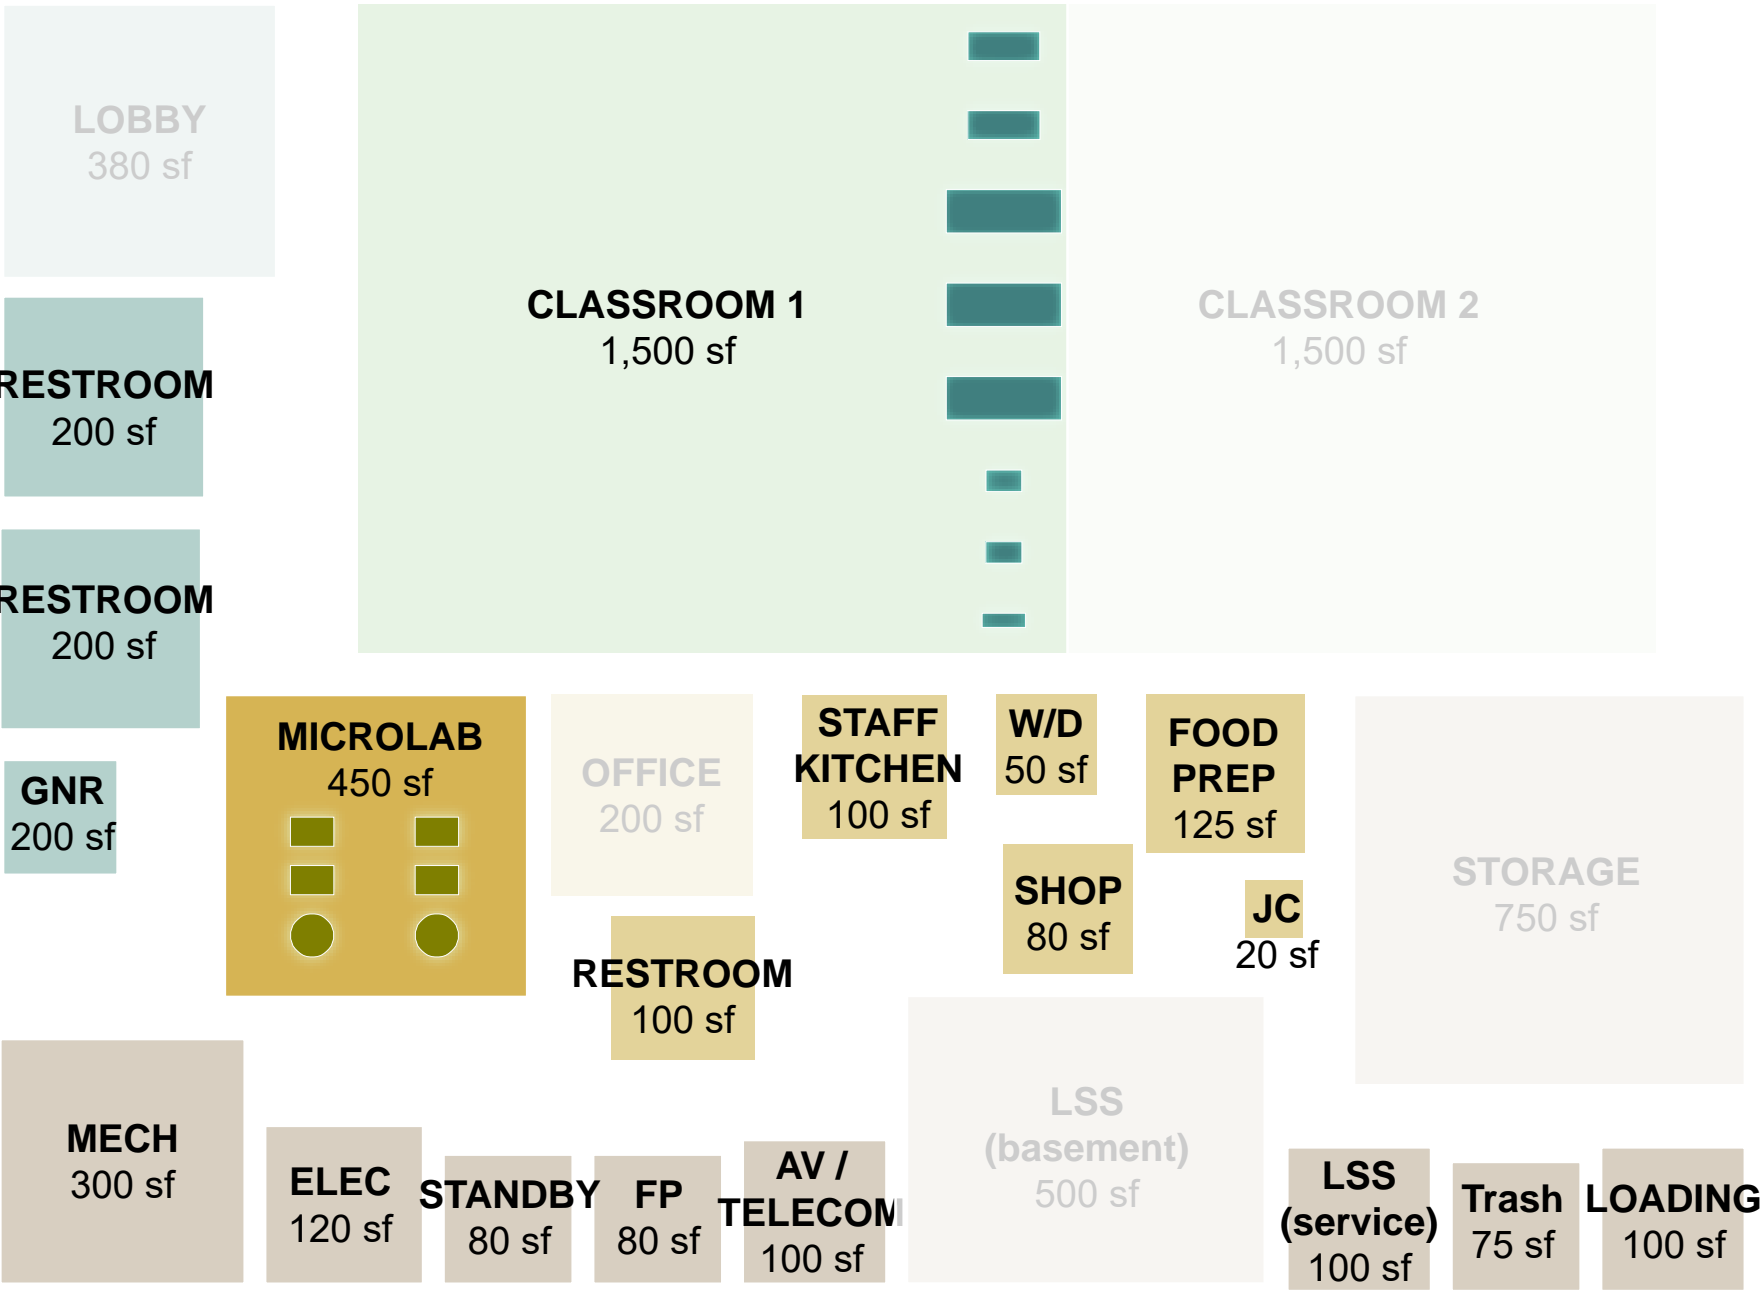 LOBBY
380 sf
CLASSROOM 1
1,500 sf
CLASSROOM 2
1,500 sf
RESTROOM
200 sf
RESTROOM
200 sf
GNR
200 sf
MICROLAB
450 sf
OFFICE
200 sf
STAFF
KITCHEN
100 sf
W/D
50 sf
FOOD
PREP
125 sf
SHOP
80 sf
JC
20 sf
STORAGE
750 sf
RESTROOM
100 sf
MECH
300 sf
ELEC
120 sf
STANDBY
80 sf
FP
80 sf
AV /
TELECOM
100 sf
LSS
(basement)
500 sf
LSS
(service)
100 sf
Trash
75 sf
LOADING
100 sf